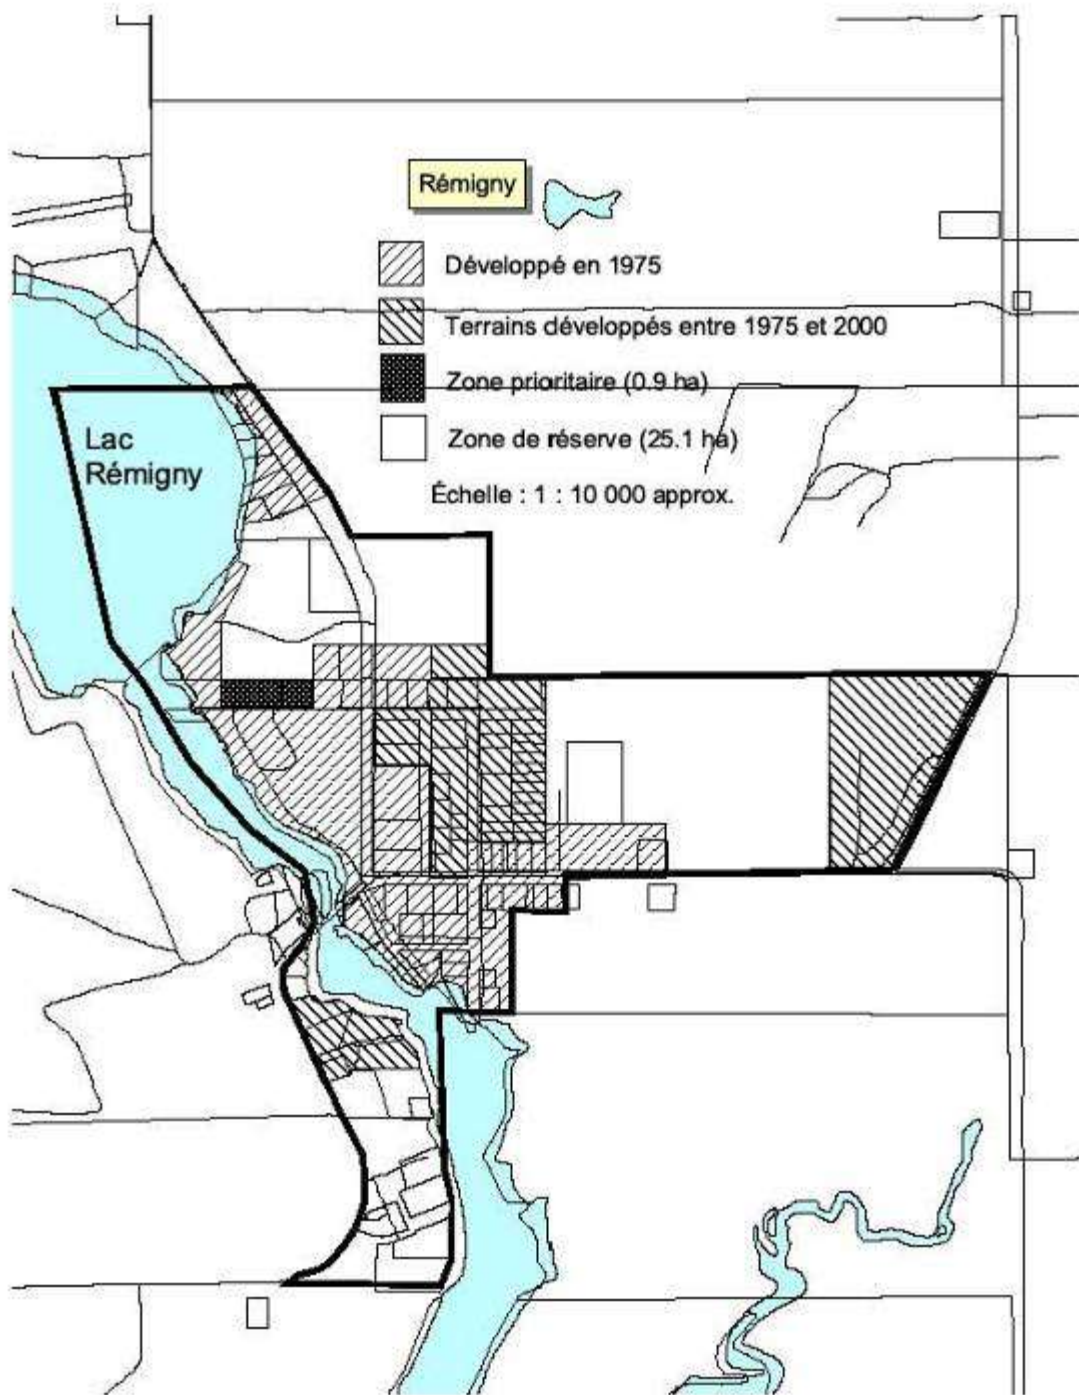 Rémigny
Développé en 1975
Terrains développés entre 1975 et 2000
Zone prioritaire (0.9 ha)
Zone de réserve (25.1 ha)
Échelle : 1 : 10 000 approx.
Lac
Rémigny